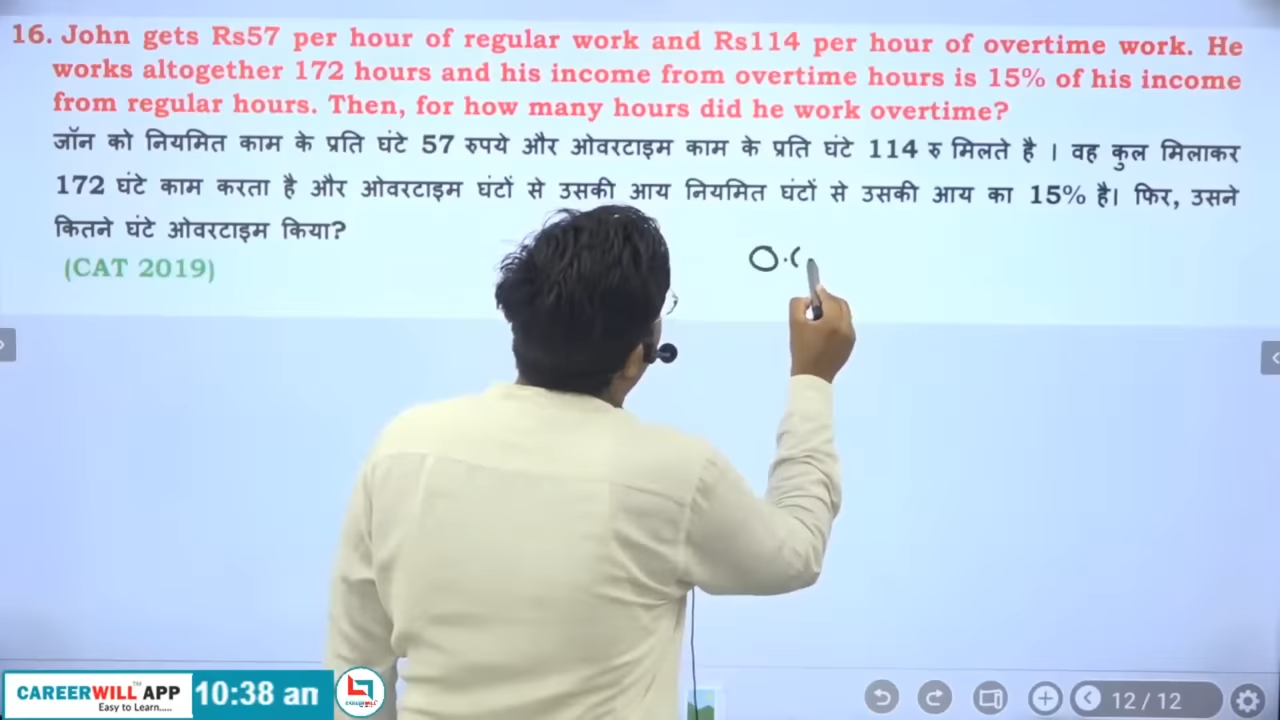 16. John gets Rs57 per hour of regular work and Rs114 per hour of overtime work. He
works altogether 172 hours and his income from overtime hours is 15% of his income
from regular hours. Then, for how many hours did he work overtime?
जॉन को नियमित काम के प्रति घंटे 57 रुपये और ओवरटाइम काम के प्रति घंटे 114 रु मिलते है । वह कुल मिलाकर
172 घंटे काम करता है और ओवरटाइम घंटों से उसकी आय नियमित घंटों से उसकी आय का 15% है। फिर, उसने
कितने घंटे ओवरटाइम किया?
(CAT 2019)
CAREERWILL™ APP
Easy to Learn.....
10:38 an
CAREERWILL
12 / 12